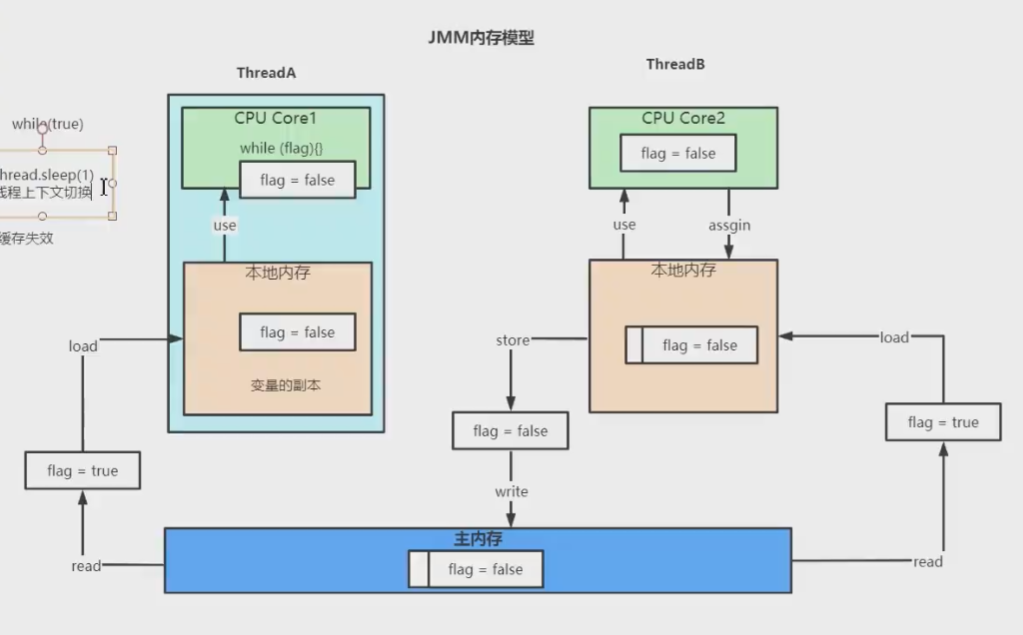 JMM内存模型
ThreadA
ThreadB
while(true)
hread.sleep(1)
线程上下文切换
缓存失效
CPU Core1
while (flag){}
flag = false
use
本地内存
flag = false
变量的副本
load
flag = true
read
CPU Core2
flag = false
use
assgin
本地内存
flag = false
store
flag = false
write
load
flag = true
read
主内存
flag = false